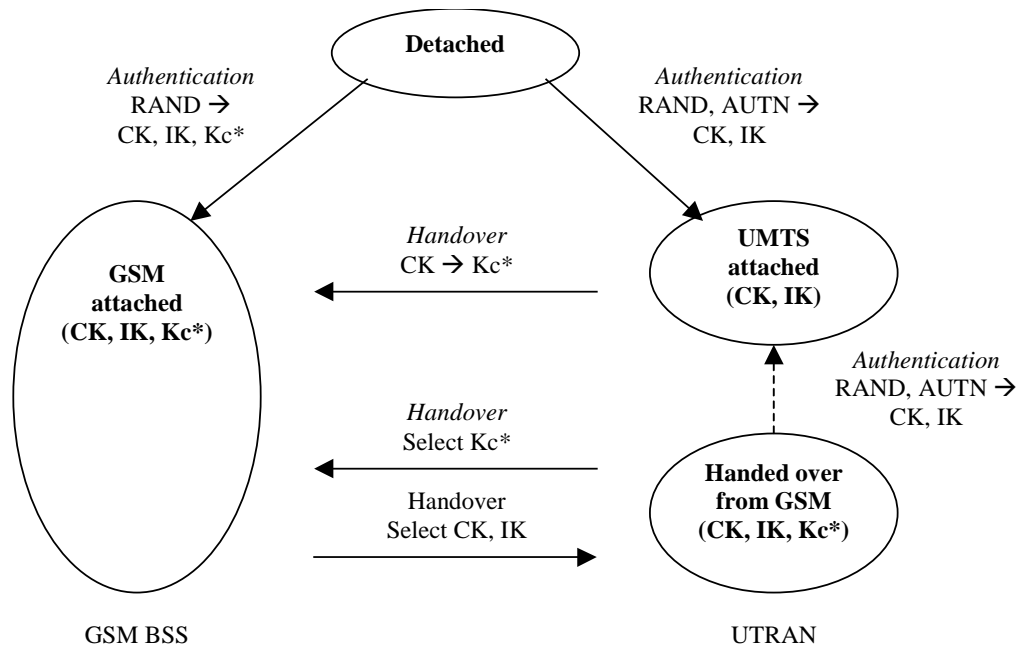 Detached
Authentication
RAND →
CK, IK, Kc*
Authentication
RAND, AUTN →
CK, IK
GSM
attached
(CK, IK, Kc*)
Handover
CK → Kc*
UMTS
attached
(CK, IK)
Authentication
RAND, AUTN →
CK, IK
Handover
Select Kc*
Handover
Select CK, IK
Handed over
from GSM
(CK, IK, Kc*)
GSM BSS
UTRAN